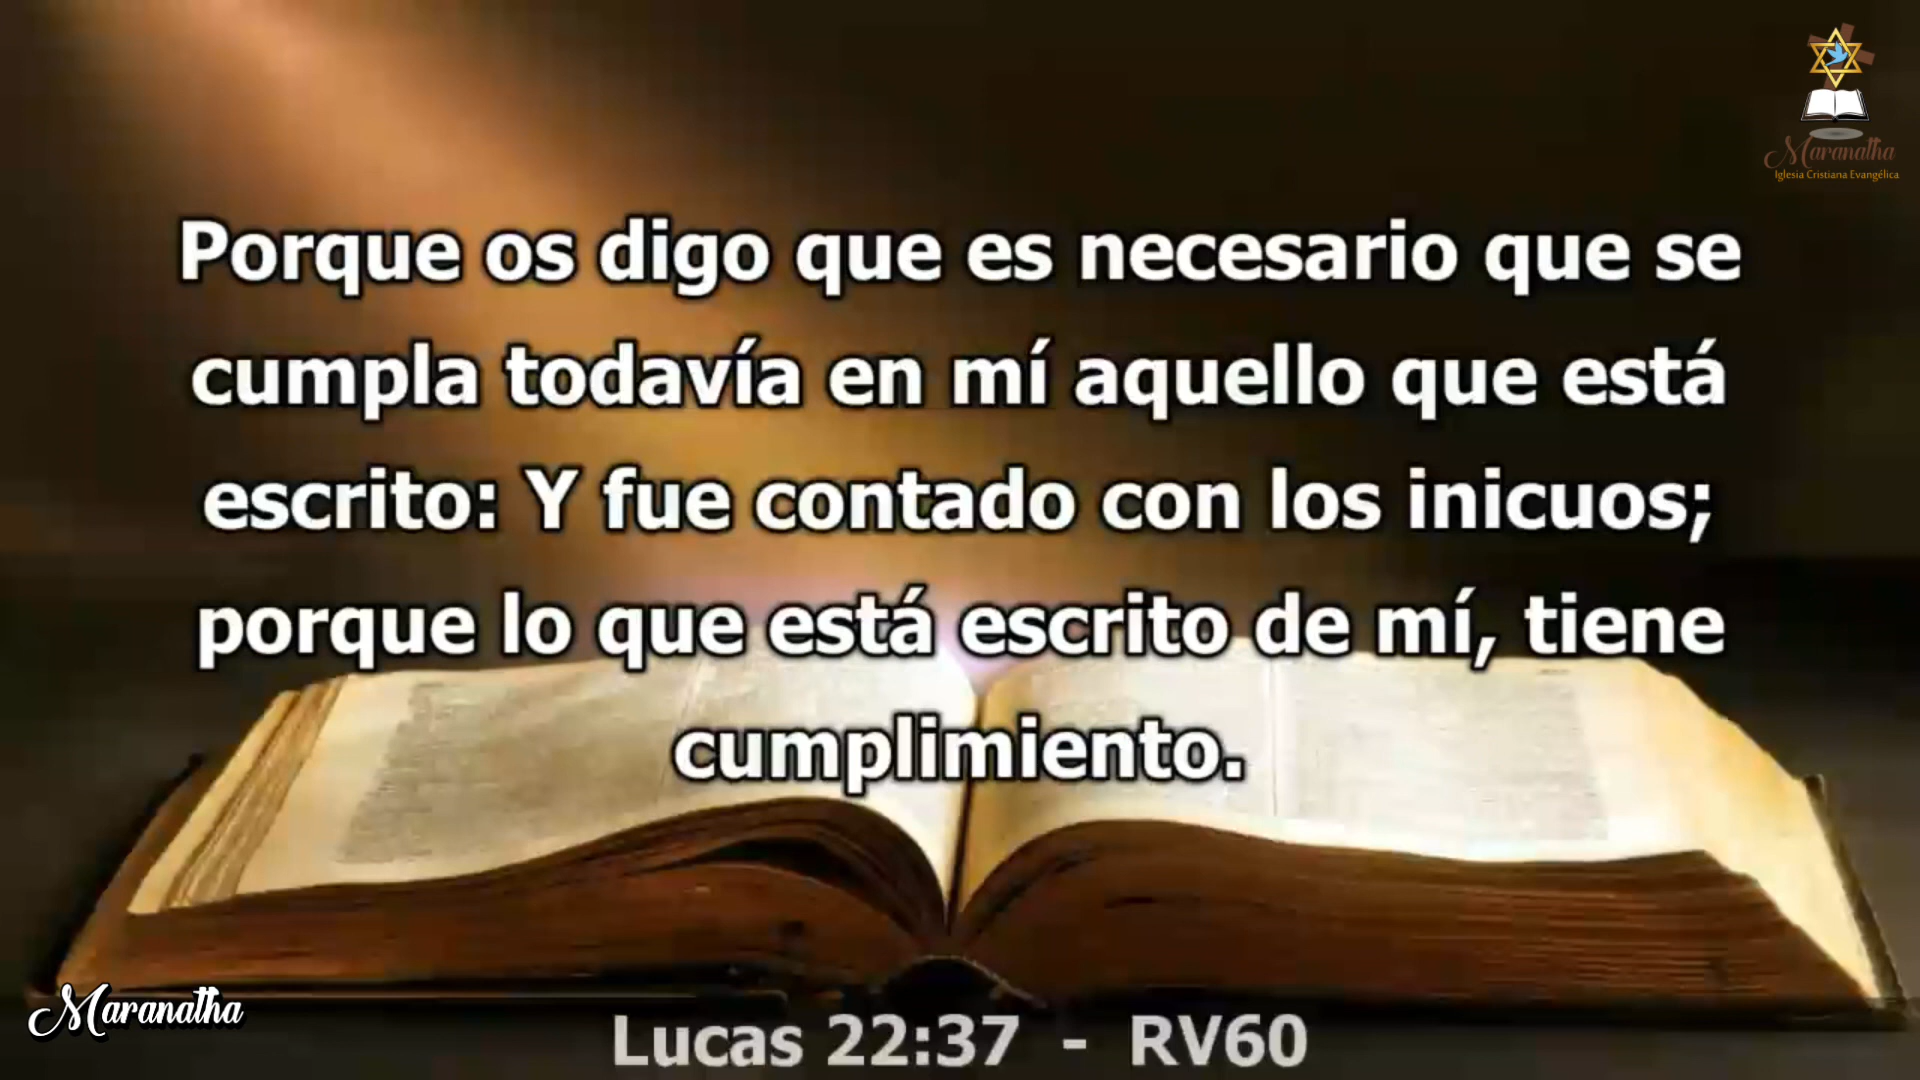 Maranatha
Iglesia Cristiana Evangélica
Porque os digo que es necesario que se
cumpla todavía en mí aquello que está
escrito: Y fue contado con los inicuos;
porque lo que está escrito de mí, tiene
cumplimiento.
Maranatha
Lucas 22:37 - RV60